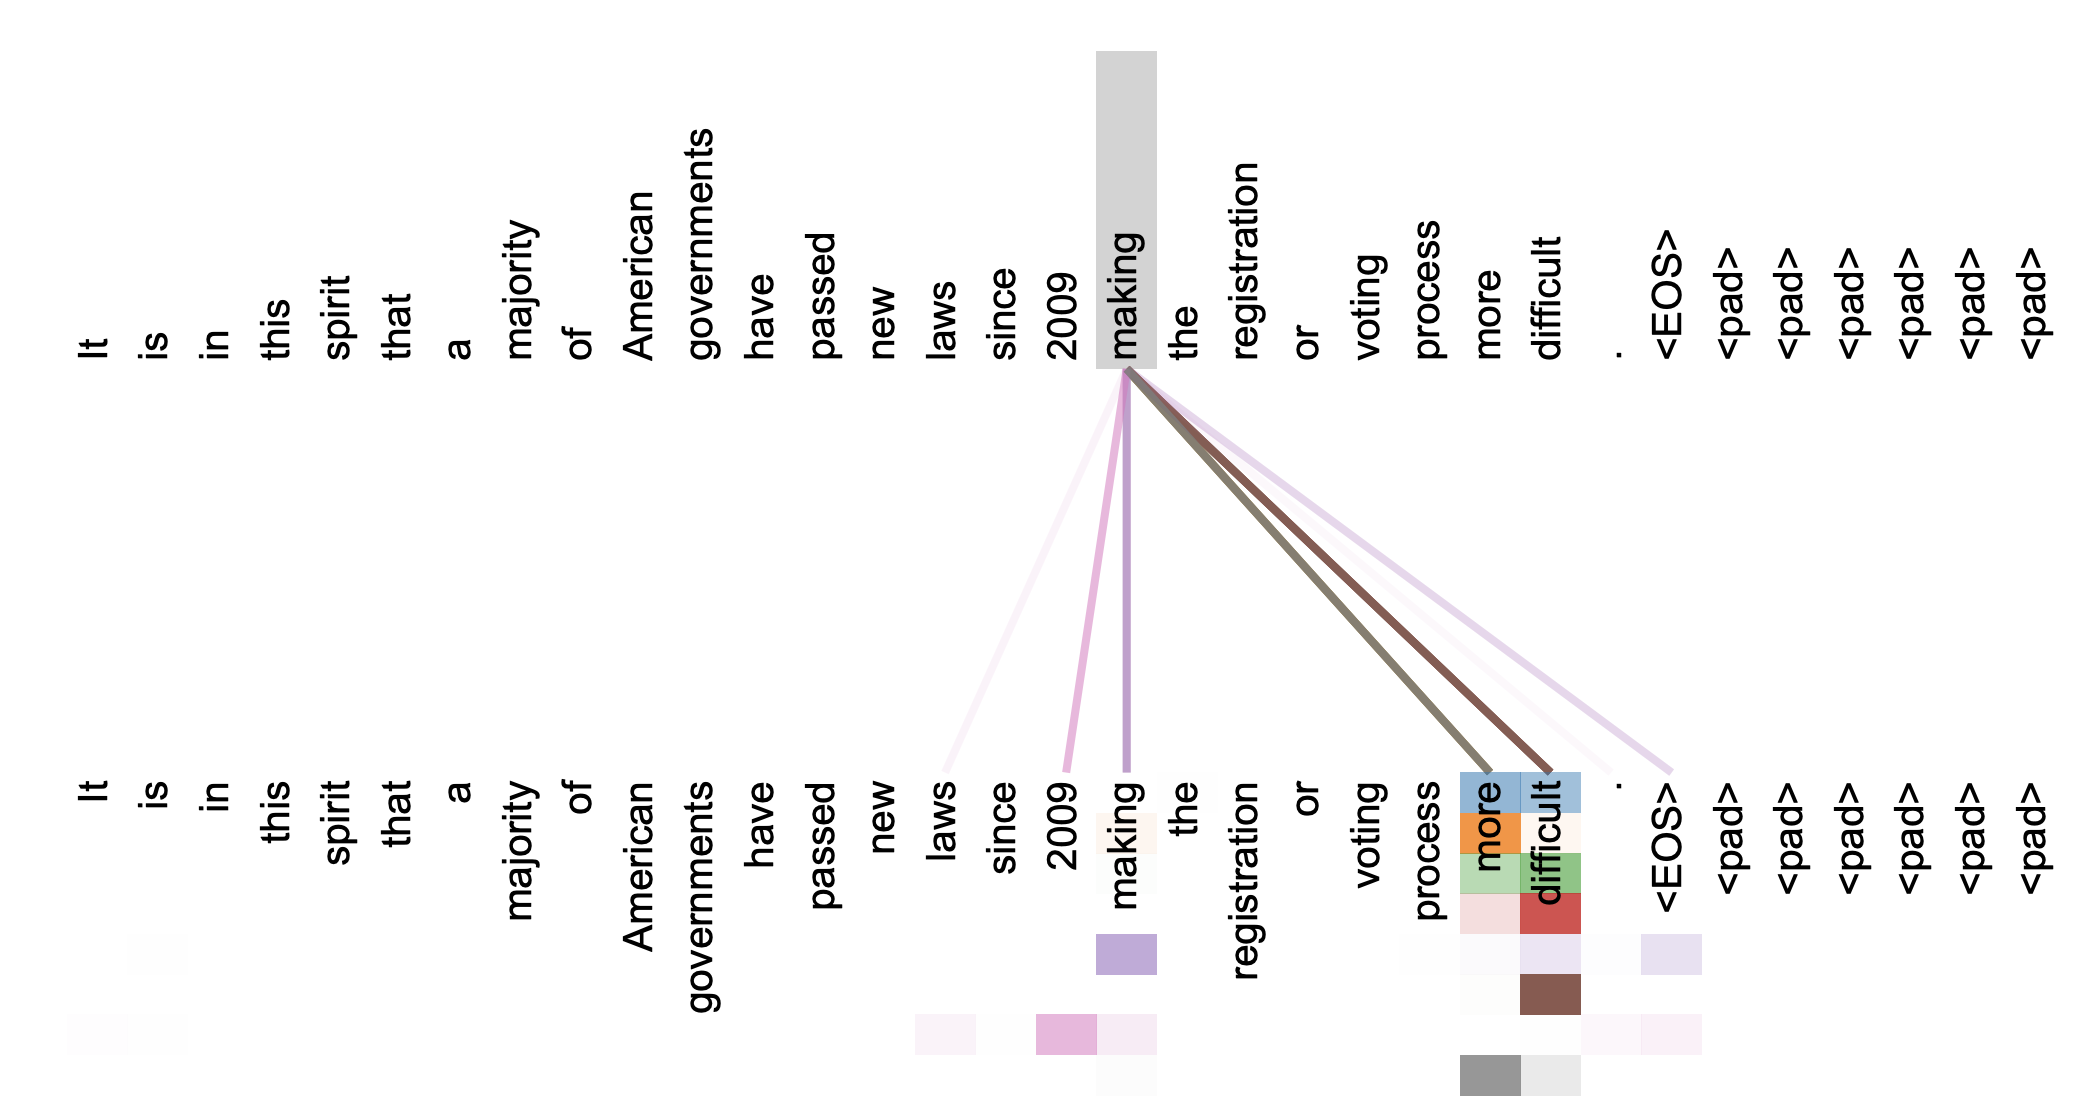 It is in this spirit that a majority of American governments have passed new laws since 2009 making the registration or voting process more difficult . <EOS> <pad> <pad> <pad> <pad> <pad> <pad>
It is in this spirit that a majority of American governments have passed new laws since 2009 making the registration or voting process more difficult . <EOS> <pad> <pad> <pad> <pad> <pad> <pad>